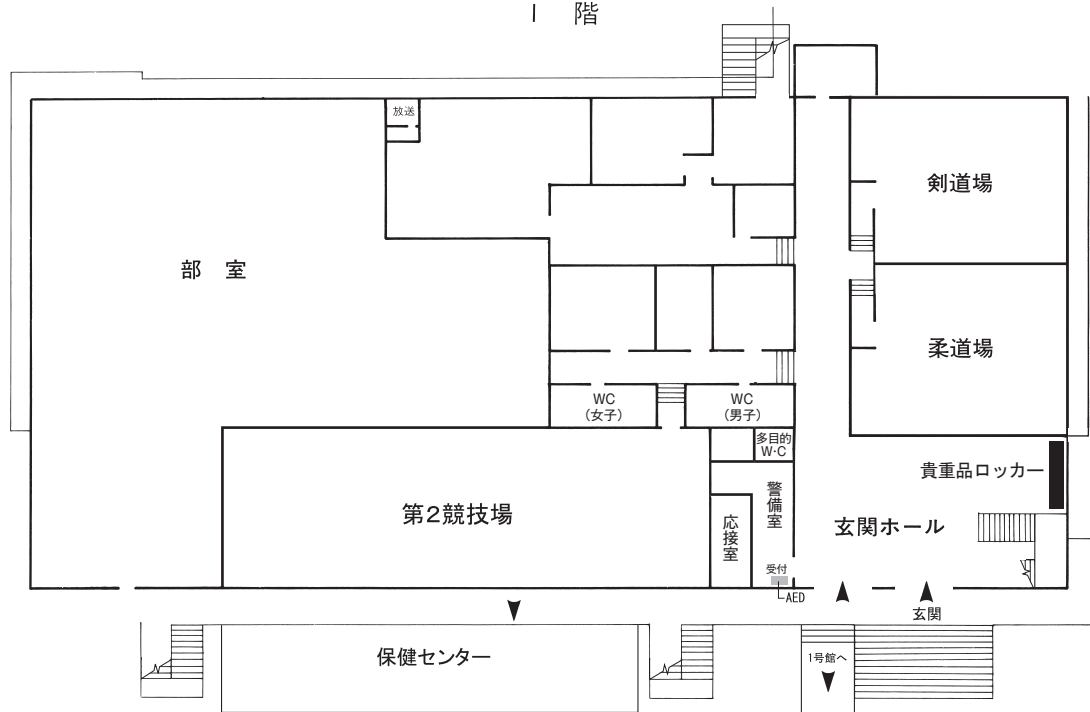 1 階
放送
剣道場
部 室
柔道場
WC
(女子)
WC
(男子)
多目的
W·C
貴重品ロッカー
警備室
第2競技場
応接室
玄関ホール
受付
AED
玄関
保健センター
1号館へ